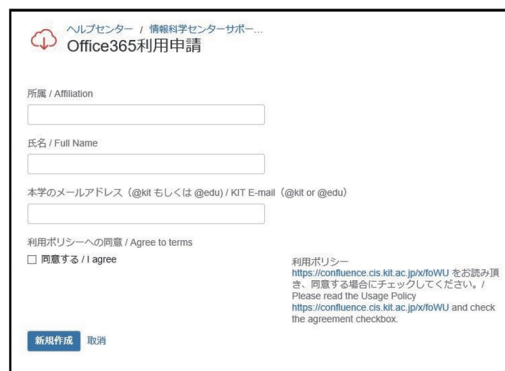 ヘルプセンター / 情報科学センターサポー...
Office365利用申請
所属 / Affiliation
氏名 / Full Name
本学のメールアドレス（@kit もしくは @edu) / KIT E-mail（@kit or @edu）
利用ポリシーへの同意 / Agree to terms
同意する / I agree
利用ポリシー
https://confluence.cis.kit.ac.jp/x/foWU をお読み頂
き、同意する場合にチェックしてください。/
Please read the Usage Policy
https://confluence.cis.kit.ac.jp/x/foWU and check
the agreement checkbox.
新規作成 取消